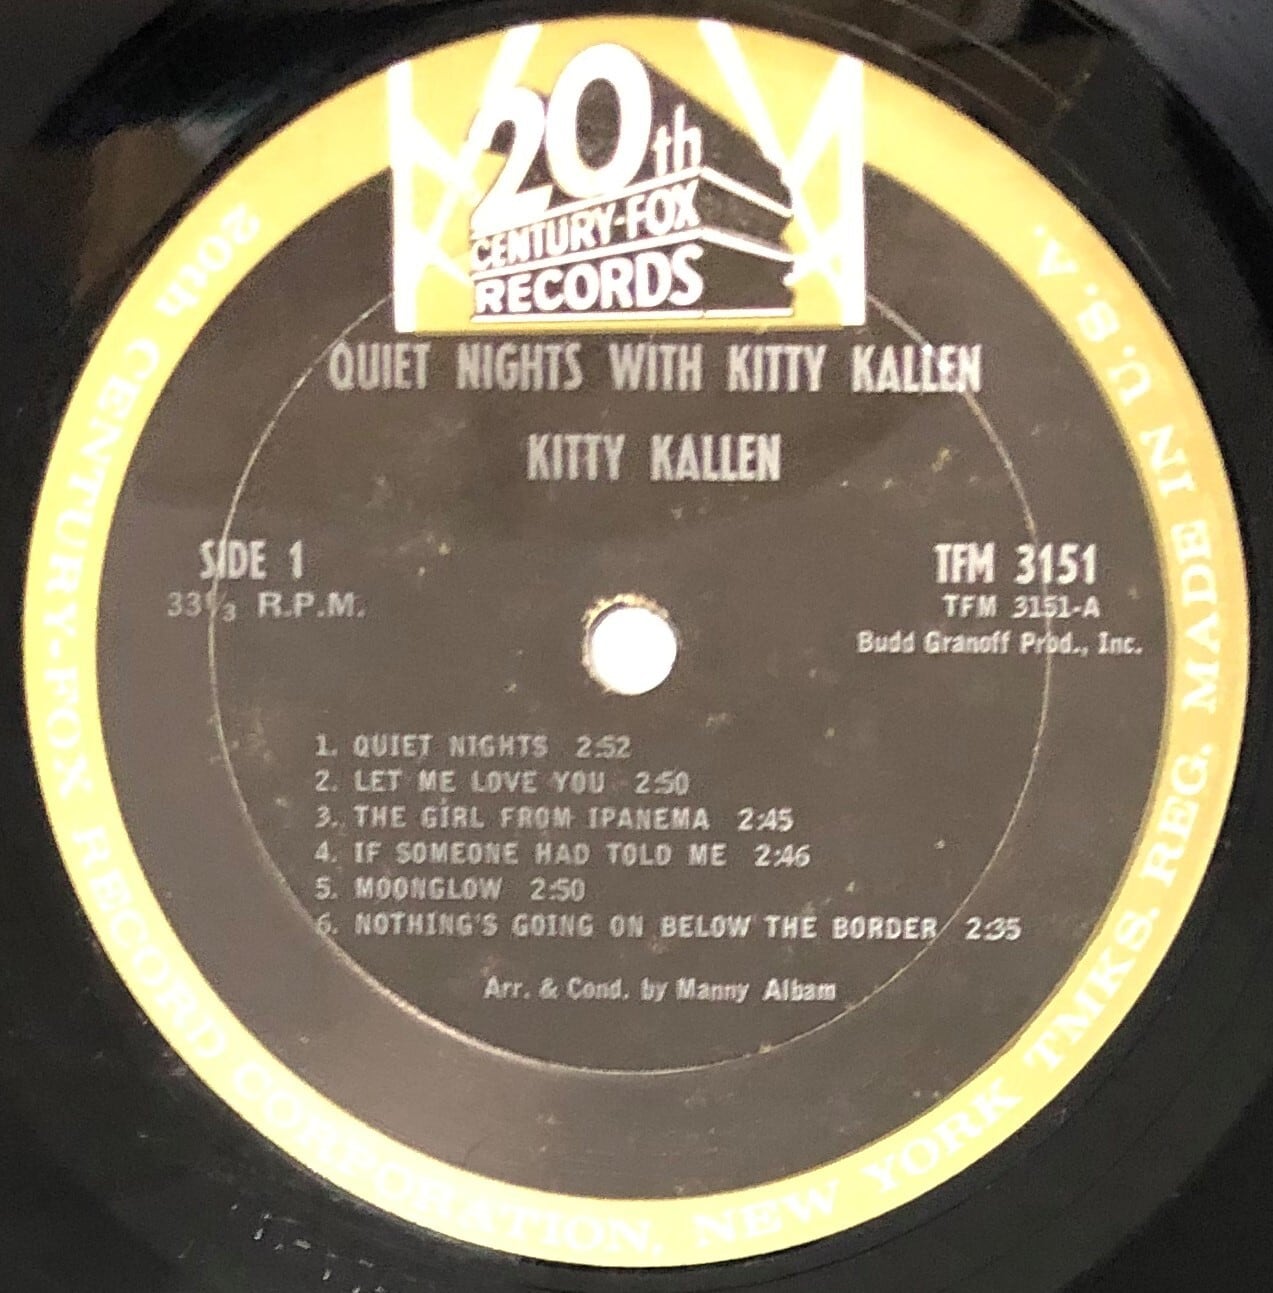 20th
CENTURY-FOX
RECORDS
QUIET NIGHTS WITH KITTY KALLEN
KITTY KALLEN
SIDE 1
33⅓ R.P.M.
TFM 3151
TFM 3151-A
Budd Granoff Prod., Inc.
1. QUIET NIGHTS 2:52
2. LET ME LOVE YOU 2:50
3. THE GIRL FROM IPANEMA 2:45
4. IF SOMEONE HAD TOLD ME 2:46
5. MOONGLOW 2:50
6. NOTHING'S GOING ON BELOW THE BORDER 2:35
Arr. & Cond. by Manny Albam
20th CENTURY-FOX RECORD CORPORATION, NEW YORK TMKS. REG. MADE IN U.S.A.